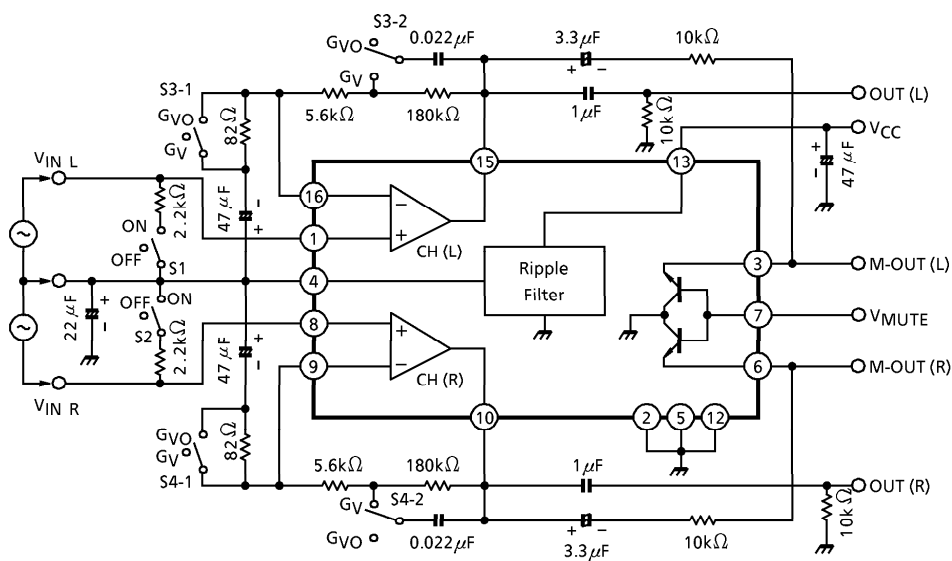 S3-2
GVO
0.022μF
3.3μF
+ −
10kΩ
GV
S3-1
5.6kΩ
180kΩ
1μF
10kΩ
OUT (L)
GVO
GV
82Ω
VCC
+
−
47μF
VIN L
15
13
2.2kΩ
16
−
+
CH (L)
47μF
−
+
1
ON
OFF
S1
4
Ripple
Filter
3
M-OUT (L)
22μF
+
−
OFF
ON
S2
2.2kΩ
8
+
−
CH (R)
7
VMUTE
47μF
+
−
9
6
M-OUT (R)
VIN R
10
2
5
12
GVO
GV
S4-1
82Ω
5.6kΩ
180kΩ
1μF
OUT (R)
GV
S4-2
GVO
0.022μF
+ −
3.3μF
10kΩ
10kΩ